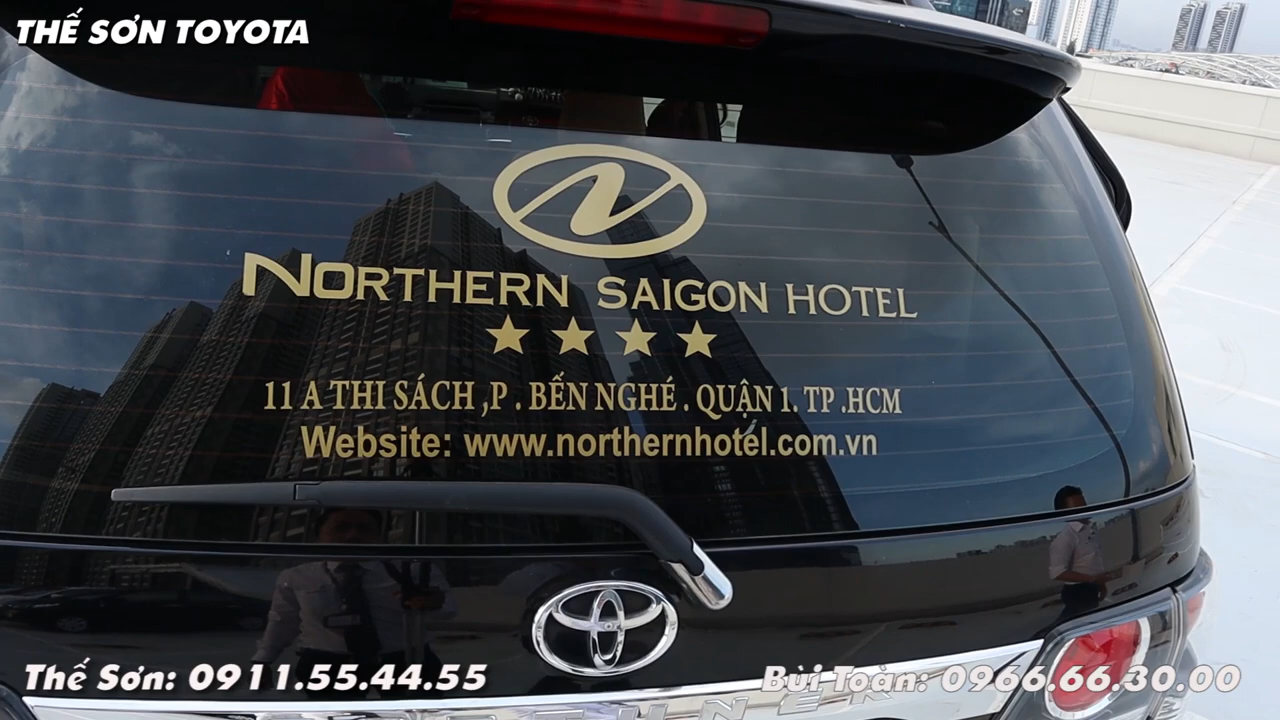 THẾ SƠN TOYOTA
N
NORTHERN SAIGON HOTEL
11 A THI SÁCH ,P . BẾN NGHÉ . QUẬN 1. TP .HCM
Website: www.northernhotel.com.vn
Thế Sơn: 0911.55.44.55
Bùi Toàn: 0966.66.30.00